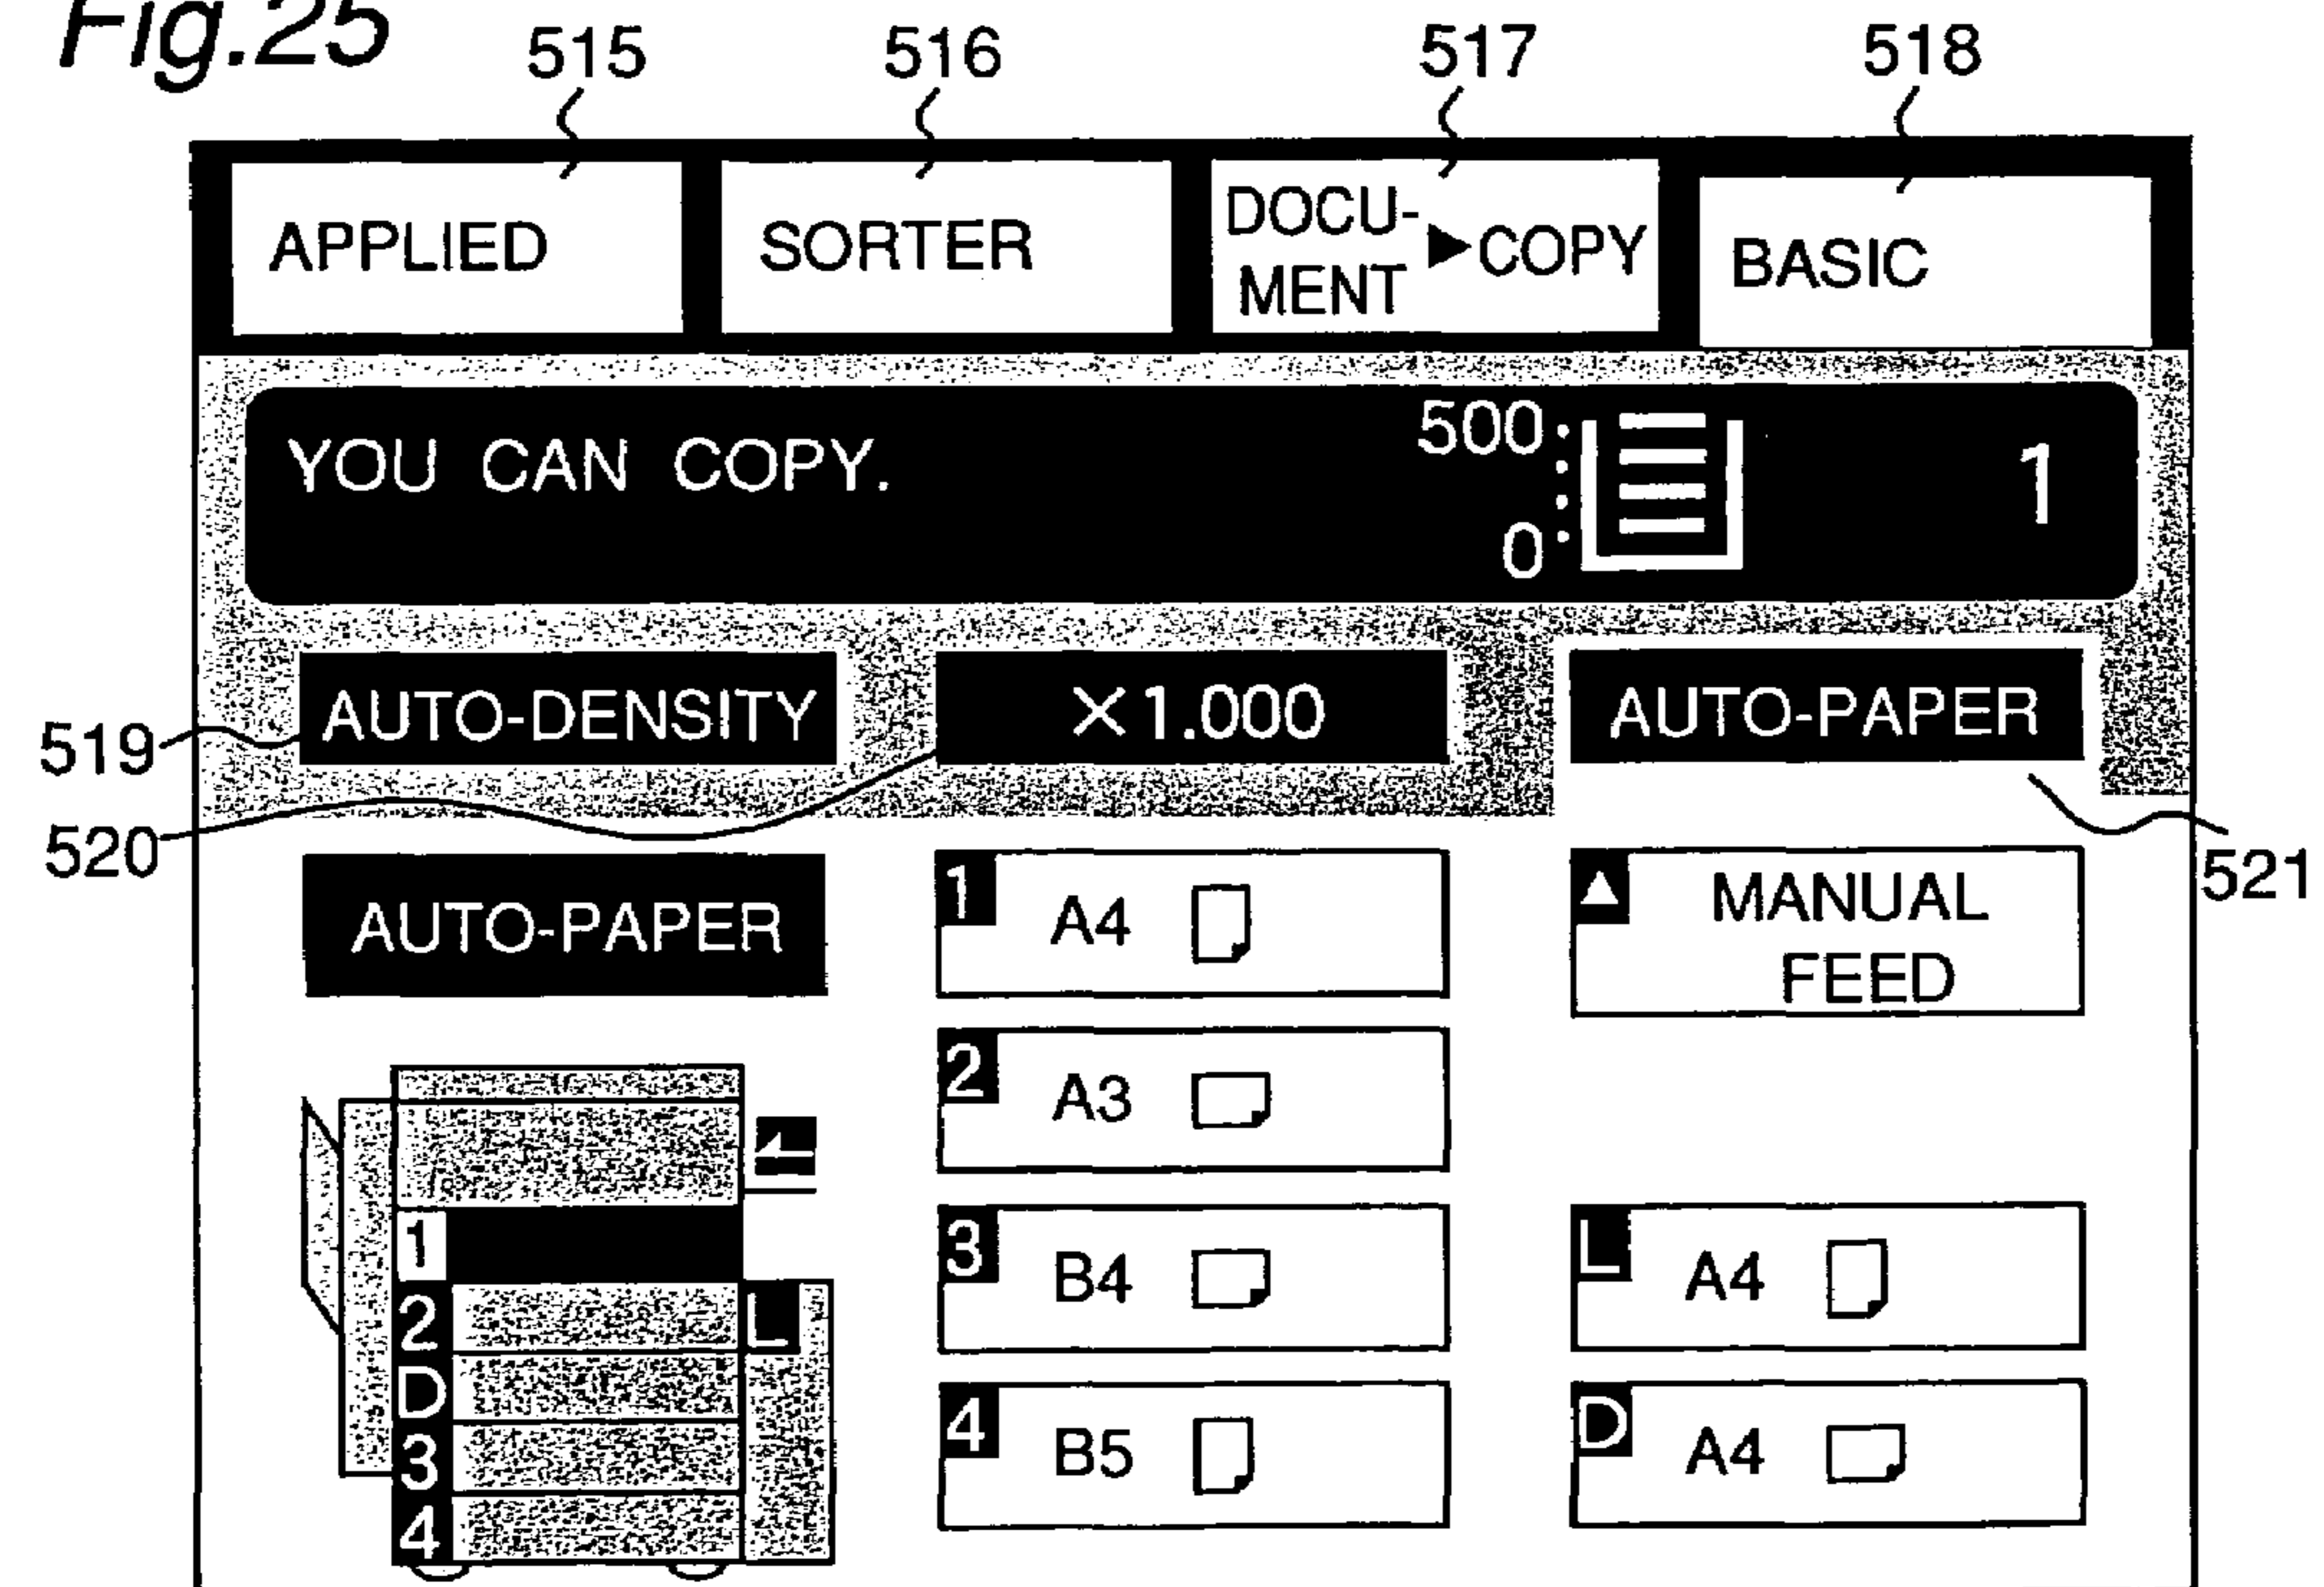 Fig.25
515 516 517 518
APPLIED SORTER DOCU-MENT ▶COPY BASIC
YOU CAN COPY. 500 0 1
519 AUTO-DENSITY ×1.000 AUTO-PAPER
520 521
AUTO-PAPER 1 A4 MANUAL
FEED
2 A3
1
3 B4 L A4
2 L
D
4 B5 D A4
3
4